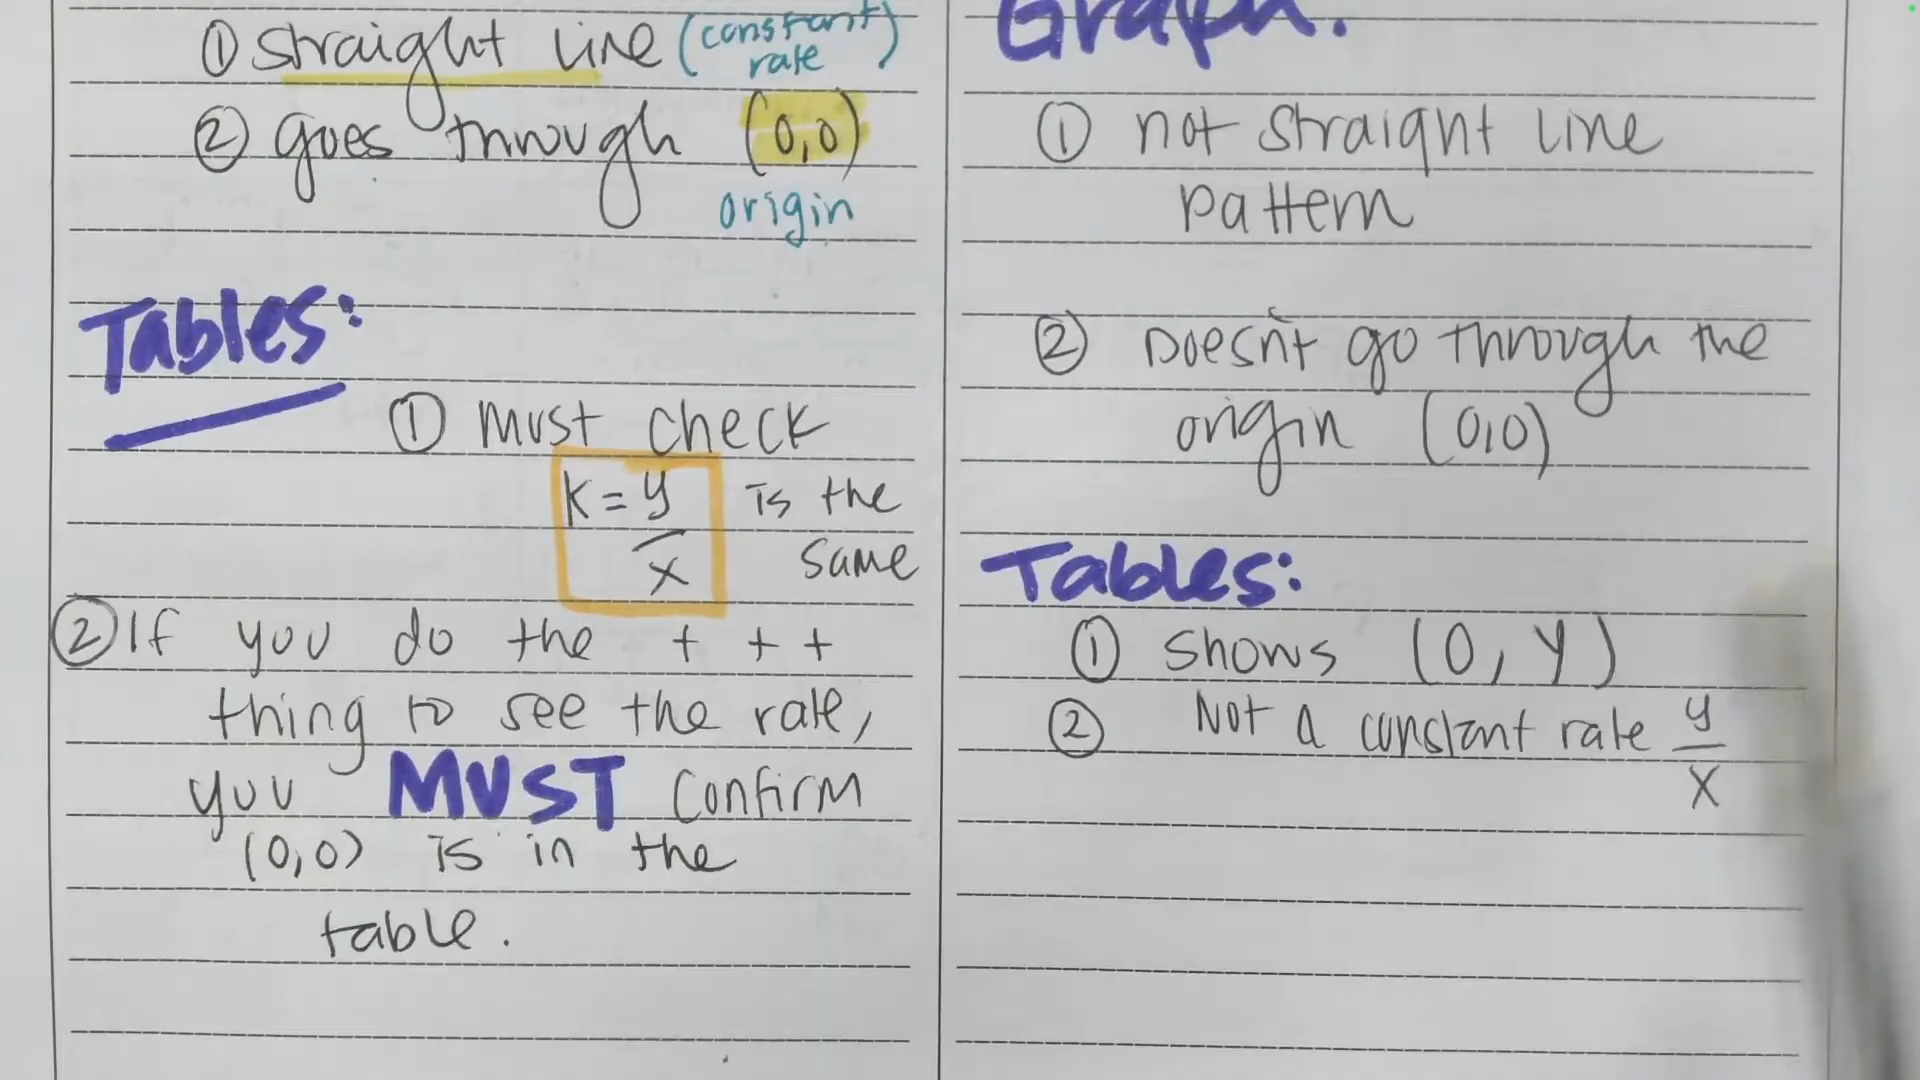 ① straight line (constant
rate)
② goes through (0,0)
origin
Tables:
① Must check
K = y/x is the
same
② If you do the + + +
thing to see the rate,
you MUST confirm
(0,0) is in the
table.
Graph:
① not straight line
pattern
② Doesn't go through the
origin (0,0)
Tables:
① shows (0, y)
② Not a constant rate y/x